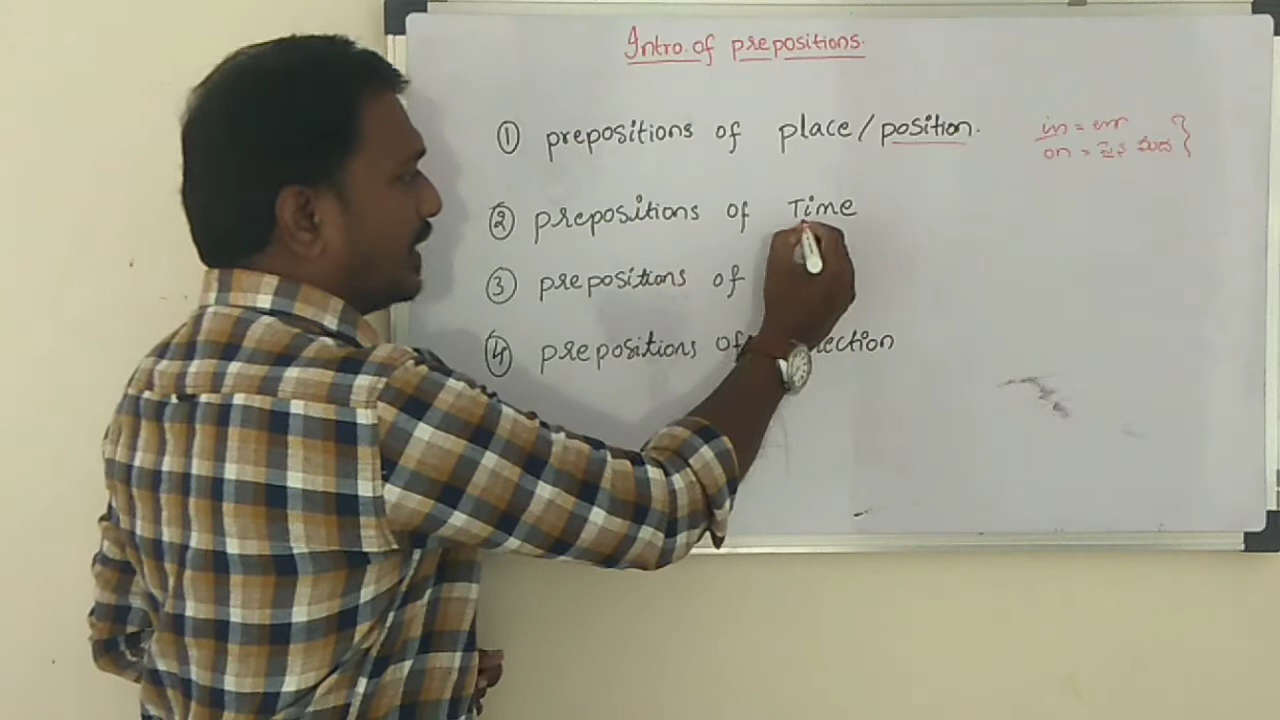 Intro. of prepositions.
① prepositions of place/position.
in = లో
on = పైన మీద
② prepositions of Time
③ prepositions of
④ prepositions of